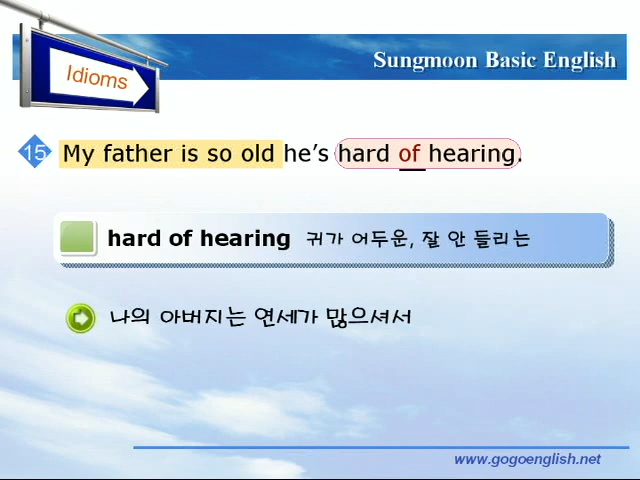 Idioms
Sungmoon Basic English
15 My father is so old he's hard of hearing.
hard of hearing 귀가 어두운, 잘 안 들리는
나의 아버지는 연세가 많으셔서
www.gogoenglish.net